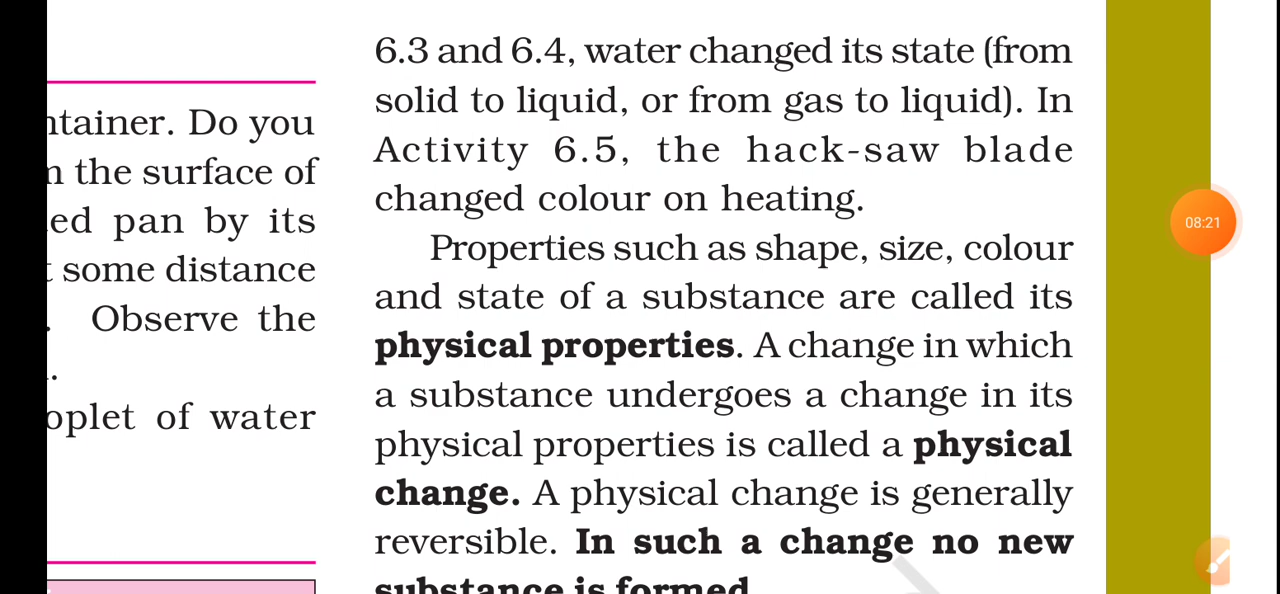 ntainer. Do you
the surface of
ed pan by its
some distance
. Observe the
oplet of water
6.3 and 6.4, water changed its state (from
solid to liquid, or from gas to liquid). In
Activity 6.5, the hack-saw blade
changed colour on heating.
Properties such as shape, size, colour
and state of a substance are called its
physical properties. A change in which
a substance undergoes a change in its
physical properties is called a physical
change. A physical change is generally
reversible. In such a change no new
substance is formed.
08:21